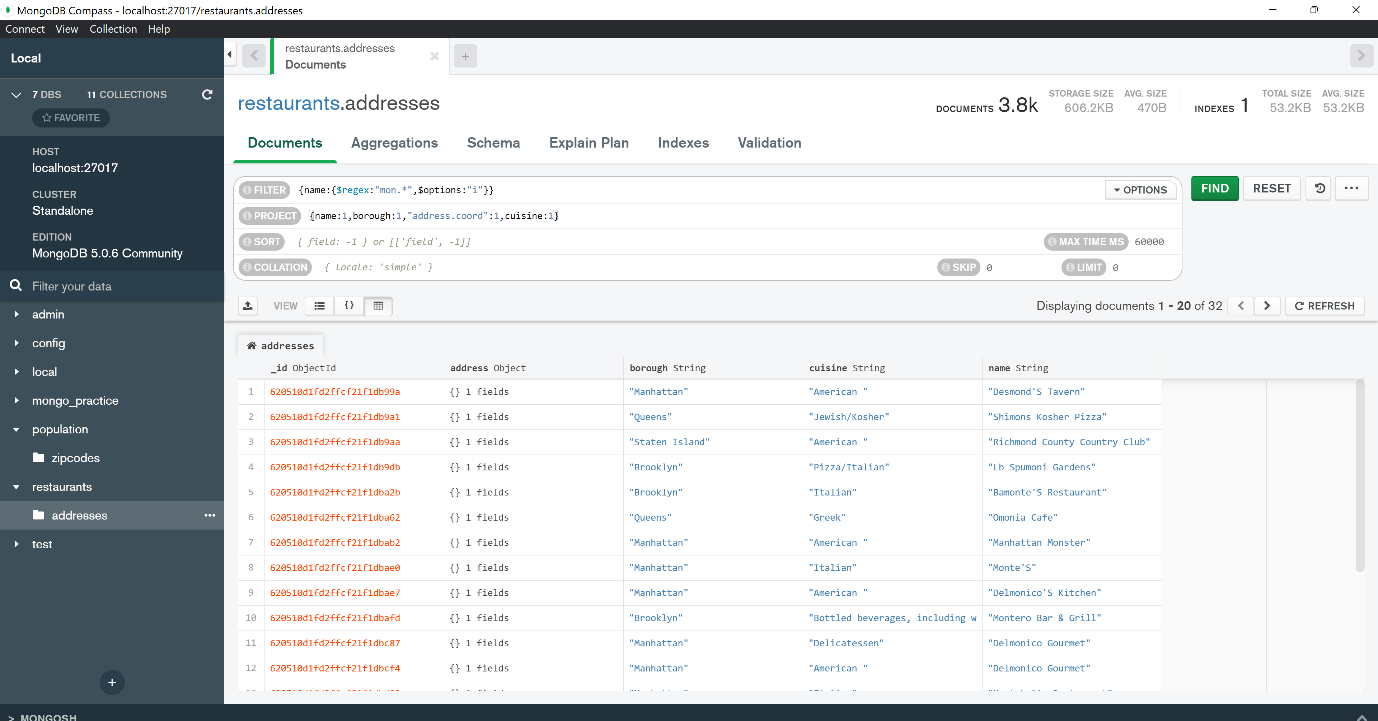 MongoDB Compass - localhost:27017/restaurants.addresses
Connect View Collection Help
Local
7 DBS 11 COLLECTIONS
FAVORITE
HOST
localhost:27017
CLUSTER
Standalone
EDITION
MongoDB 5.0.6 Community
Filter your data
admin
config
local
mongo_practice
population
zipcodes
restaurants
addresses
test
restaurants.addresses
Documents
restaurants.addresses
DOCUMENTS 3.8k STORAGE SIZE 606.2KB AVG. SIZE 470B INDEXES 1 TOTAL SIZE 53.2KB AVG. SIZE 53.2KB
Documents Aggregations Schema Explain Plan Indexes Validation
FILTER {name:{$regex:"mon.*",$options:"i"}} OPTIONS FIND RESET
PROJECT {name:1,borough:1,"address.coord":1,cuisine:1}
SORT { field: -1 } or [['field', -1]] MAX TIME MS 60000
COLLATION { locale: 'simple' } SKIP 0 LIMIT 0
VIEW Displaying documents 1 - 20 of 32 REFRESH
addresses
_id ObjectId address Object borough String cuisine String name String
1 620510d1fd2ffcf21f1db99a {} 1 fields "Manhattan" "American " "Desmond'S Tavern"
2 620510d1fd2ffcf21f1db9a1 {} 1 fields "Queens" "Jewish/Kosher" "Shimons Kosher Pizza"
3 620510d1fd2ffcf21f1db9aa {} 1 fields "Staten Island" "American " "Richmond County Country Club"
4 620510d1fd2ffcf21f1db9db {} 1 fields "Brooklyn" "Pizza/Italian" "Lb Spumoni Gardens"
5 620510d1fd2ffcf21f1dba2b {} 1 fields "Brooklyn" "Italian" "Bamonte'S Restaurant"
6 620510d1fd2ffcf21f1dba62 {} 1 fields "Queens" "Greek" "Omonia Cafe"
7 620510d1fd2ffcf21f1dbab2 {} 1 fields "Manhattan" "American " "Manhattan Monster"
8 620510d1fd2ffcf21f1dbae0 {} 1 fields "Manhattan" "Italian" "Monte'S"
9 620510d1fd2ffcf21f1dbae7 {} 1 fields "Manhattan" "American " "Delmonico'S Kitchen"
10 620510d1fd2ffcf21f1dbafd {} 1 fields "Brooklyn" "Bottled beverages, including w "Montero Bar & Grill"
11 620510d1fd2ffcf21f1dbc87 {} 1 fields "Manhattan" "Delicatessen" "Delmonico Gourmet"
12 620510d1fd2ffcf21f1dbcf4 {} 1 fields "Manhattan" "American " "Delmonico Gourmet"
> MONGOSH